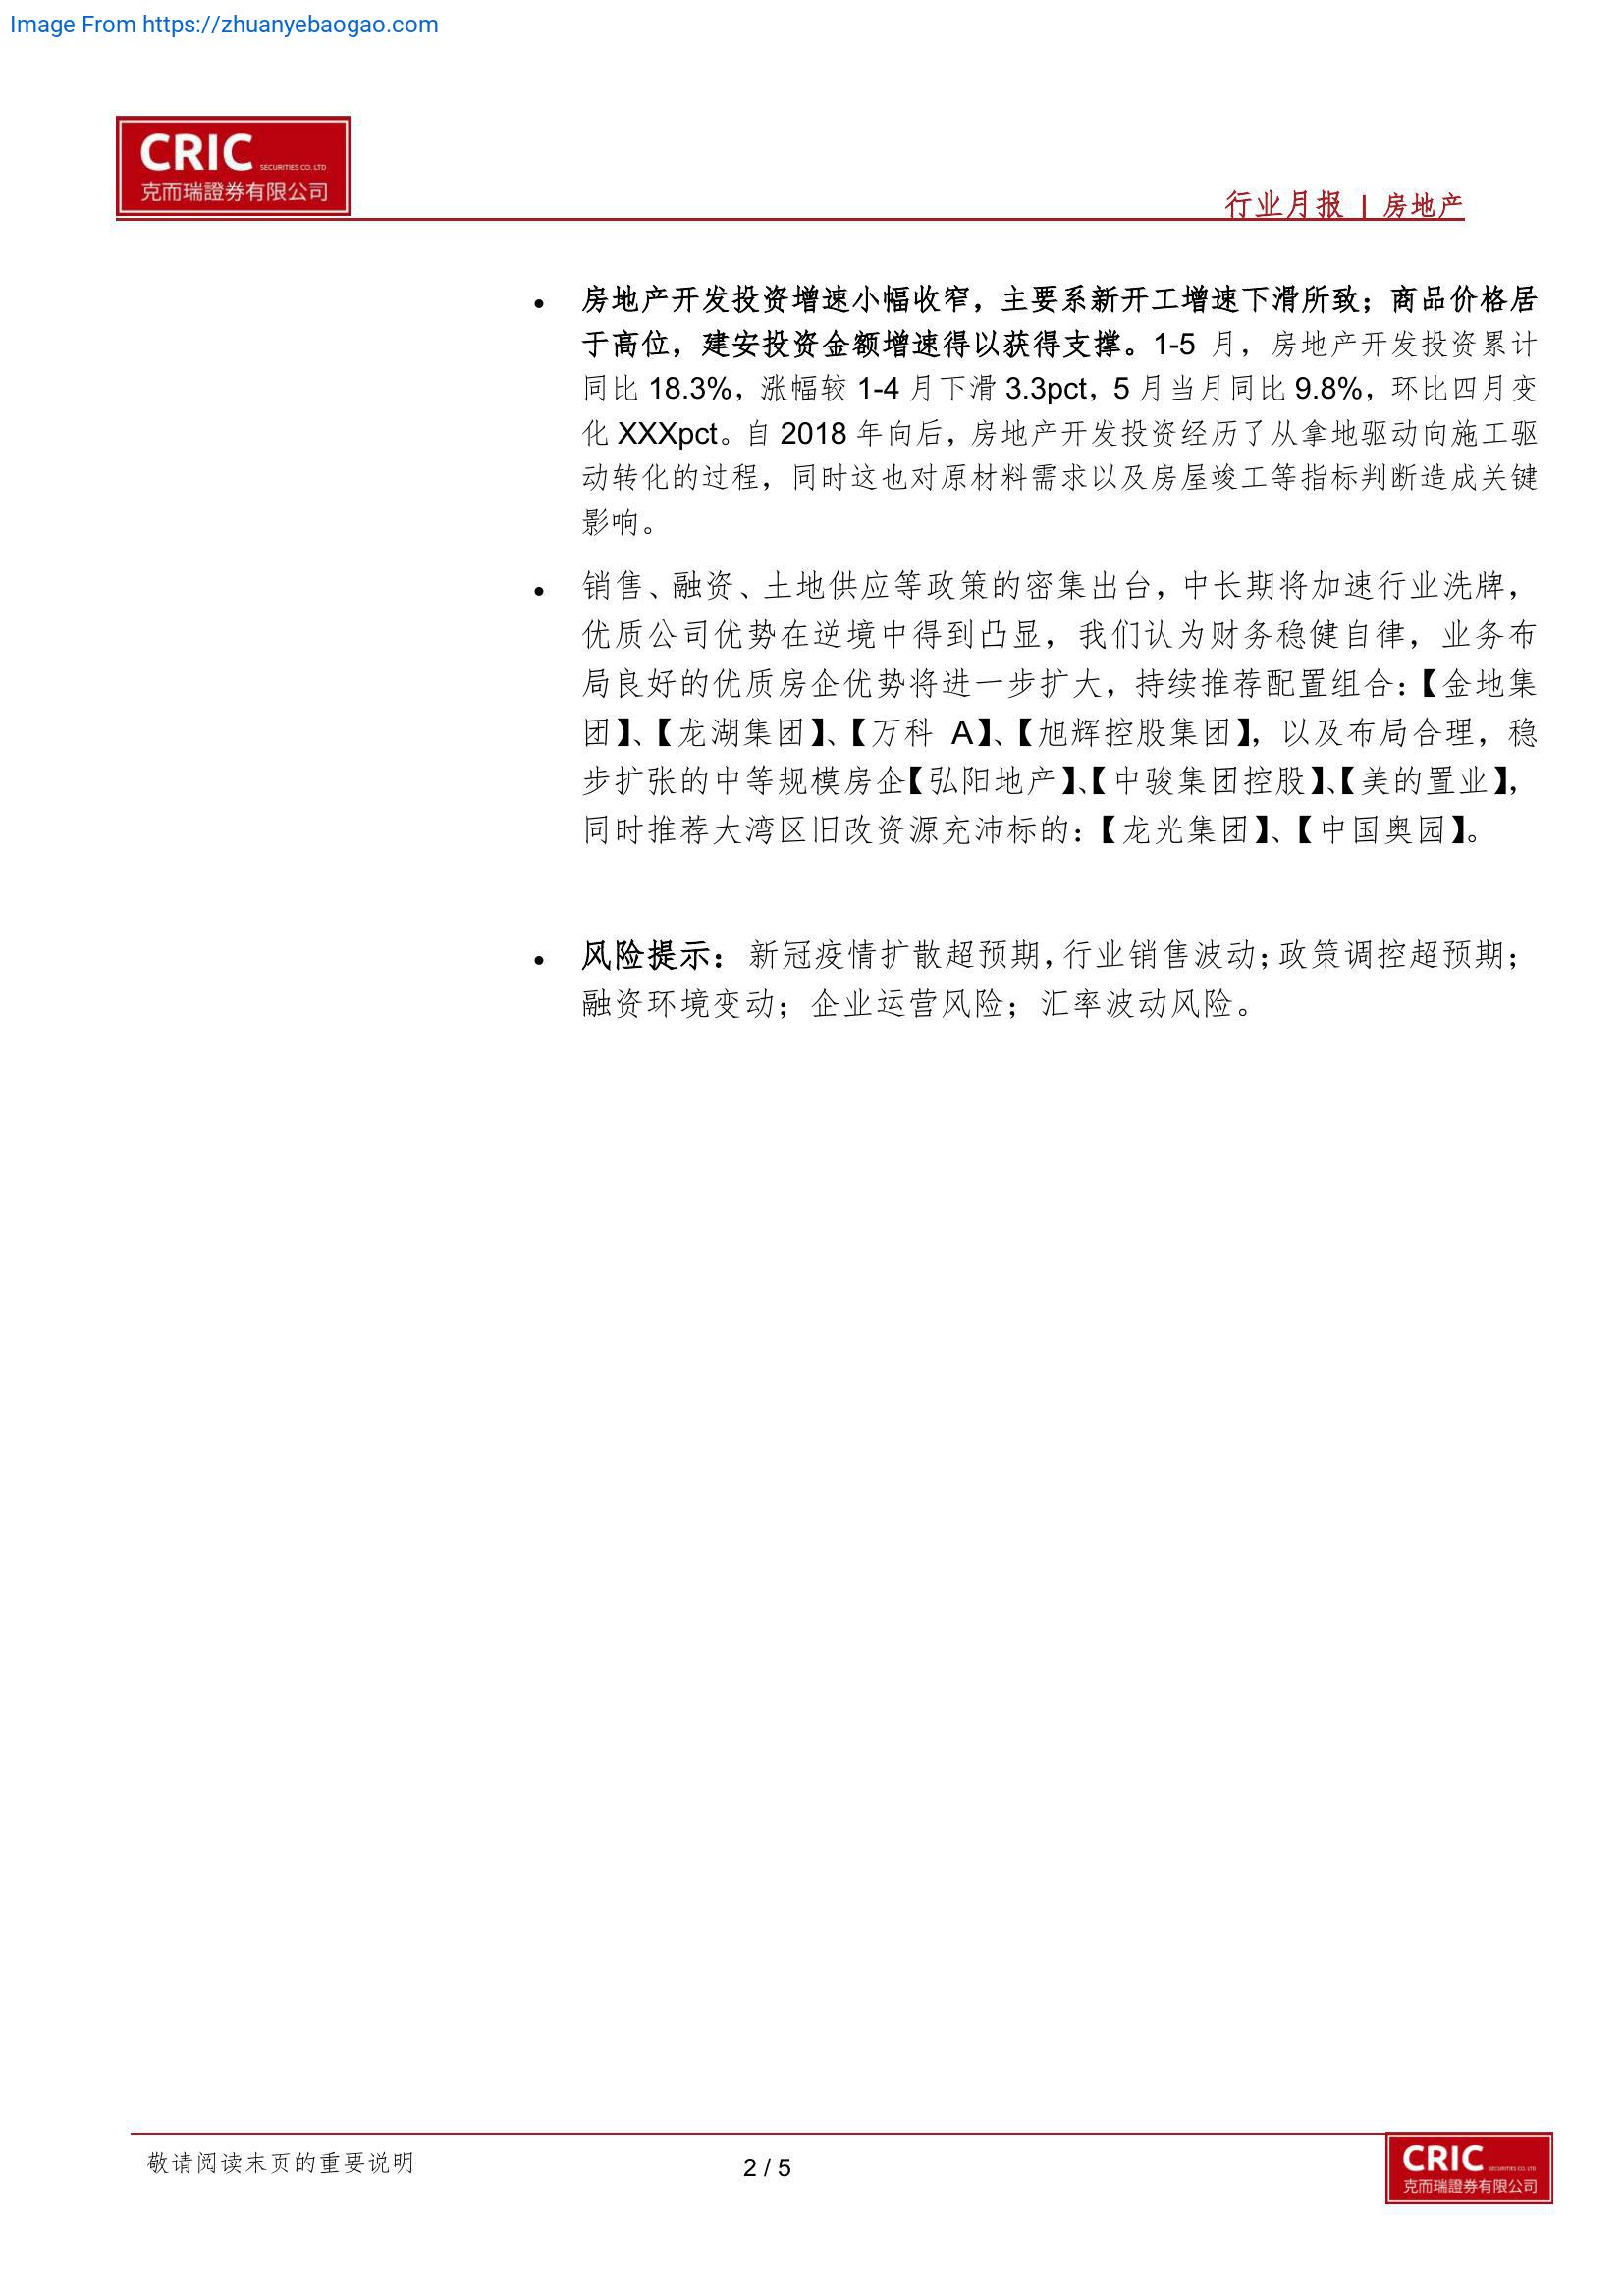 Image From https://zhuanyebaogao.com
CRIC SECURITIES CO. LTD
克而瑞證券有限公司
行业月报 | 房地产
• 房地产开发投资增速小幅收窄，主要系新开工增速下滑所致；商品价格居
于高位，建安投资金额增速得以获得支撑。1-5 月，房地产开发投资累计
同比 18.3%，涨幅较 1-4 月下滑 3.3pct，5 月当月同比 9.8%，环比四月变
化 XXXpct。自 2018 年向后，房地产开发投资经历了从拿地驱动向施工驱
动转化的过程，同时这也对原材料需求以及房屋竣工等指标判断造成关键
影响。
• 销售、融资、土地供应等政策的密集出台，中长期将加速行业洗牌，
优质公司优势在逆境中得到凸显，我们认为财务稳健自律，业务布
局良好的优质房企优势将进一步扩大，持续推荐配置组合：【金地集
团】、【龙湖集团】、【万科 A】、【旭辉控股集团】，以及布局合理，稳
步扩张的中等规模房企【弘阳地产】、【中骏集团控股】、【美的置业】，
同时推荐大湾区旧改资源充沛标的：【龙光集团】、【中国奥园】。
• 风险提示：新冠疫情扩散超预期，行业销售波动；政策调控超预期；
融资环境变动；企业运营风险；汇率波动风险。
敬请阅读末页的重要说明
2 / 5
CRIC SECURITIES CO. LTD
克而瑞證券有限公司